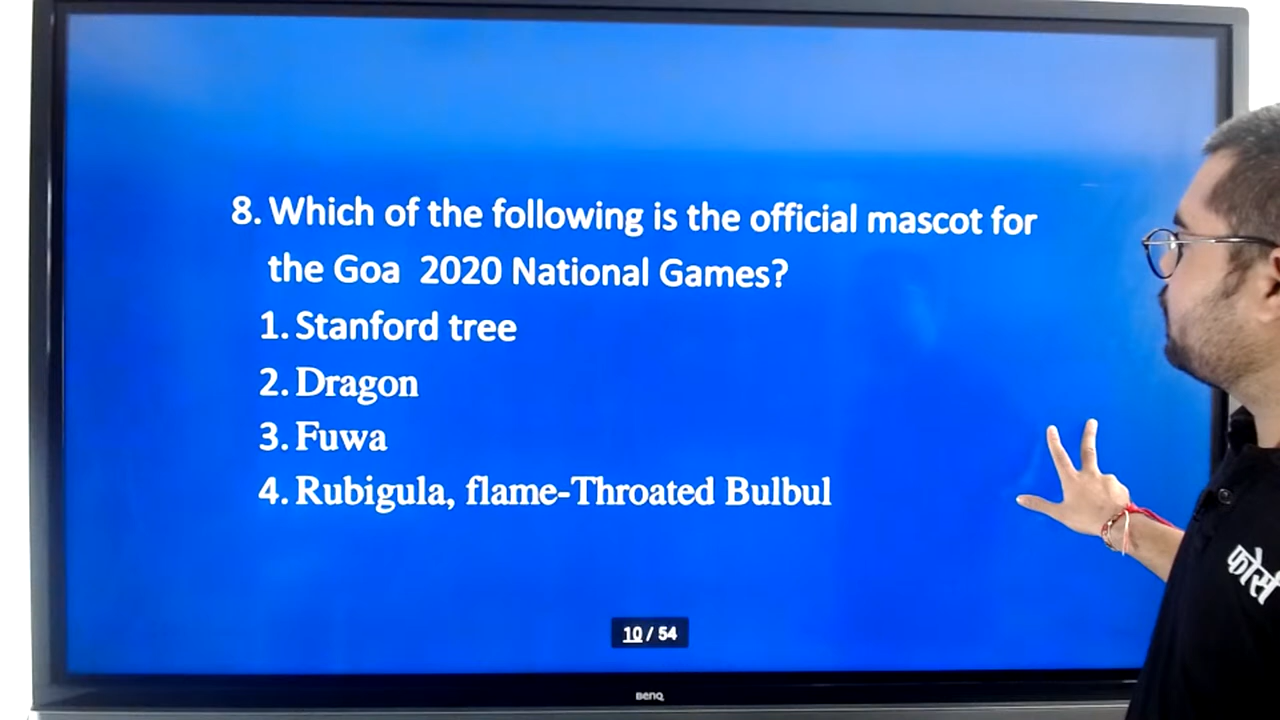 8. Which of the following is the official mascot for
the Goa 2020 National Games?
1. Stanford tree
2. Dragon
3. Fuwa
4. Rubigula, flame-Throated Bulbul
10 / 54
BenQ
फोर्स